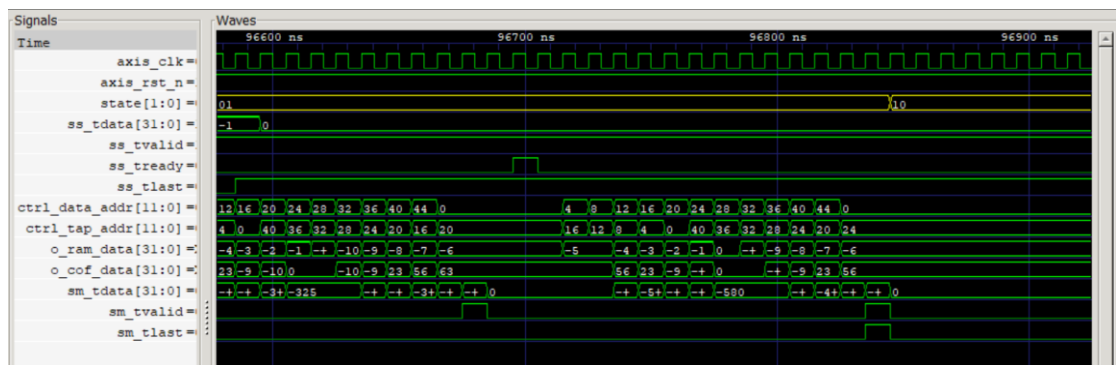 Signals
Waves
Time
96600 ns 96700 ns 96800 ns 96900 ns
axis_clk=
axis_rst_n=
state[1:0]= 01 10
ss_tdata[31:0]= -1 0
ss_tvalid=
ss_tready=
ss_tlast=
ctrl_data_addr[11:0]= 12 16 20 24 28 32 36 40 44 0 4 8 12 16 20 24 28 32 36 40 44 0
ctrl_tap_addr[11:0]= 4 0 40 36 32 28 24 20 16 20 16 12 8 4 0 40 36 32 28 24 20 24
o_ram_data[31:0]= -4 -3 -2 -1 -+ -10 -9 -8 -7 -6 -5 -4 -3 -2 -1 0 -+ -9 -8 -7 -6
o_cof_data[31:0]= 23 -9 -10 0 -10 -9 23 56 63 56 23 -9 -+ 0 -+ -9 23 56
sm_tdata[31:0]= -+ -+ -3+ -325 -+ -+ -3+ -+ -+ 0 -+ -5+ -+ -+ -580 -+ -4+ -+ -+ 0
sm_tvalid=
sm_tlast=